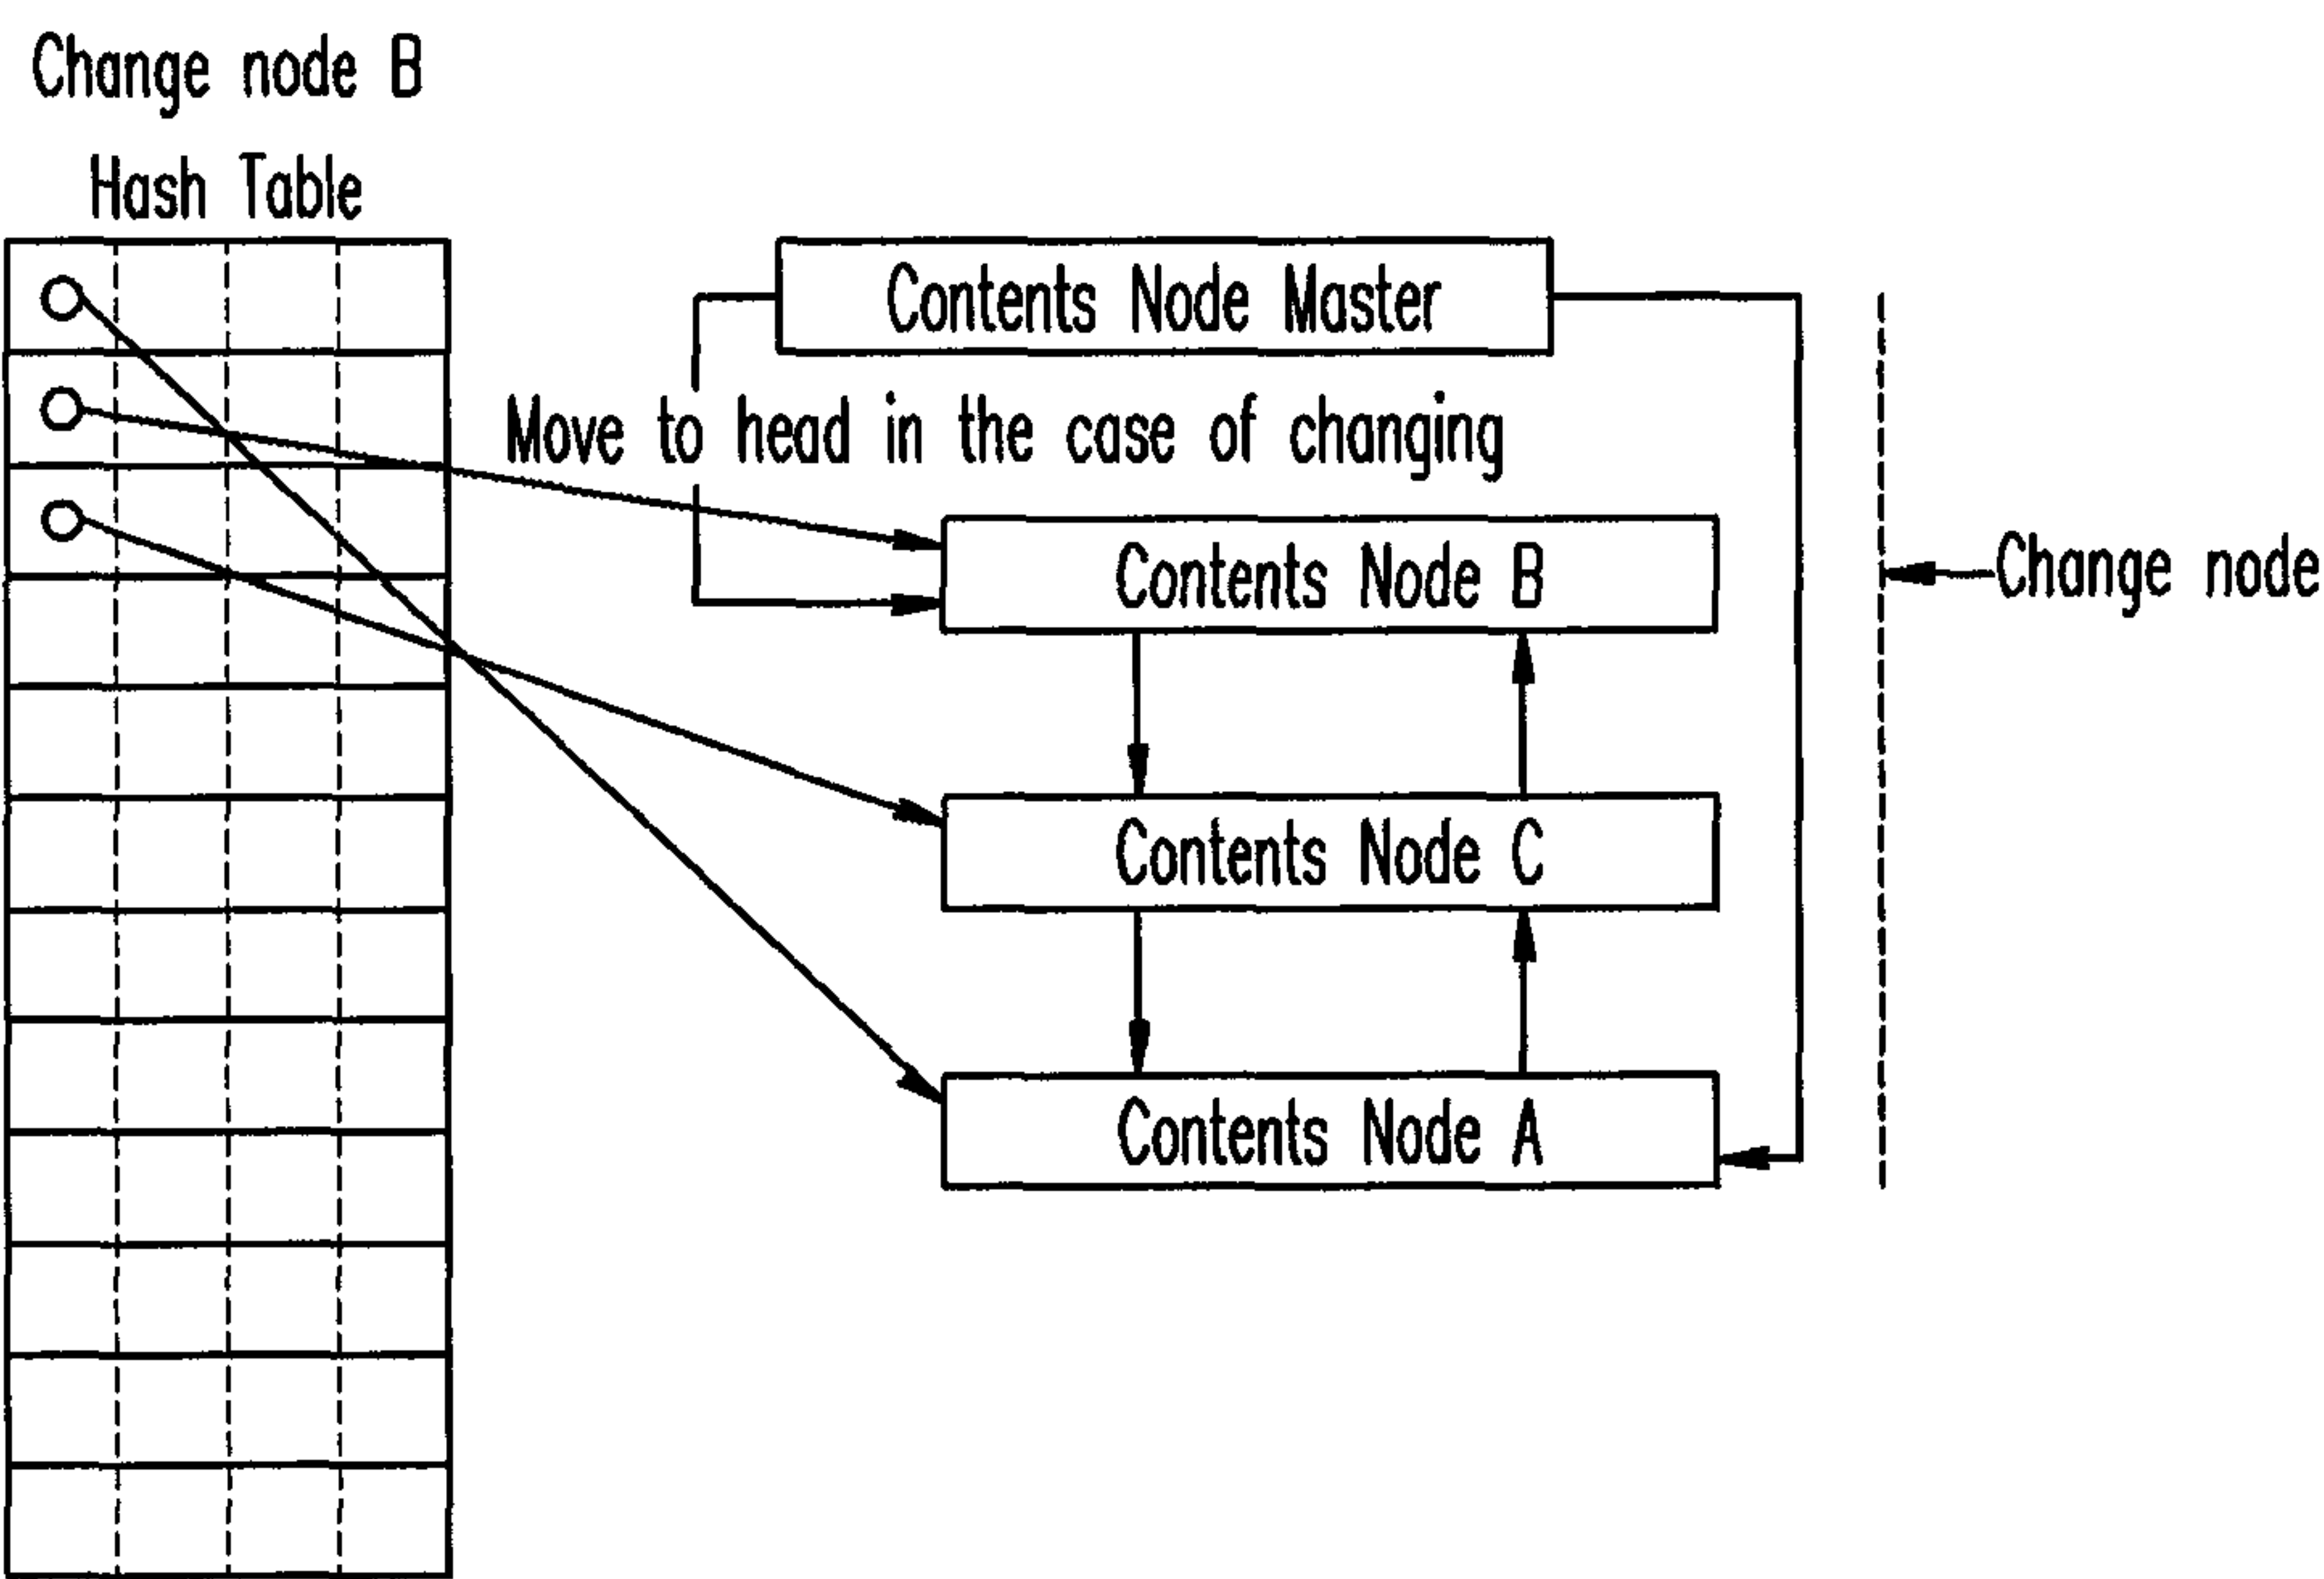 Change node B
Hash Table
Contents Node Master
Move to head in the case of changing
Contents Node B
Change node
Contents Node C
Contents Node A